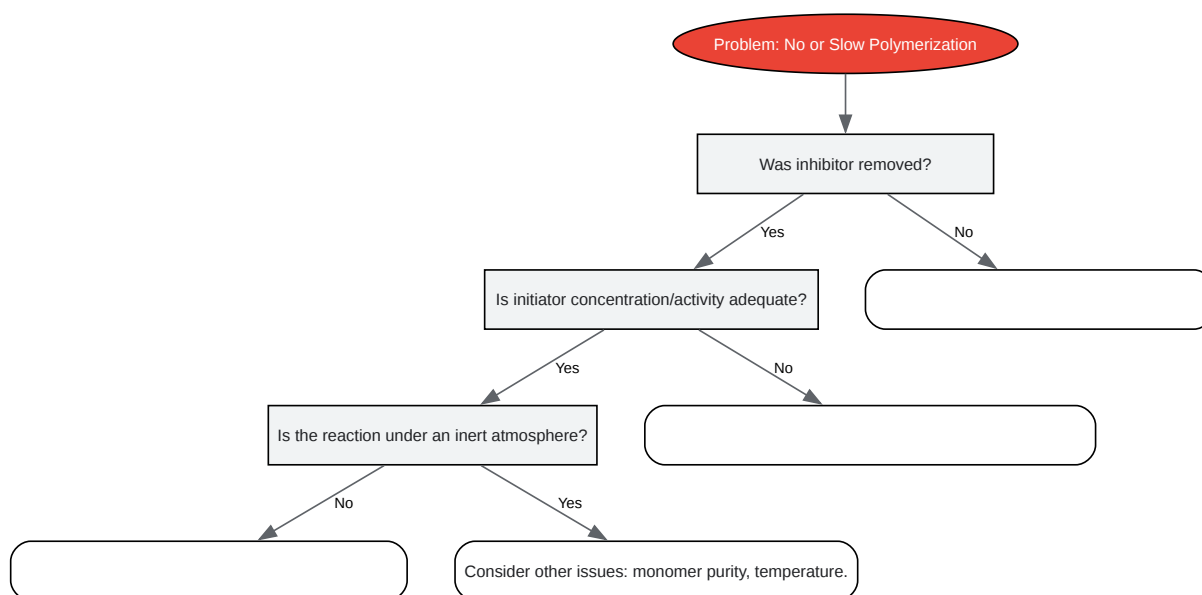 Problem: No or Slow Polymerization
Was inhibitor removed?
Yes
No
Is initiator concentration/activity adequate?
Yes
No
Is the reaction under an inert atmosphere?
No
Yes
Consider other issues: monomer purity, temperature.